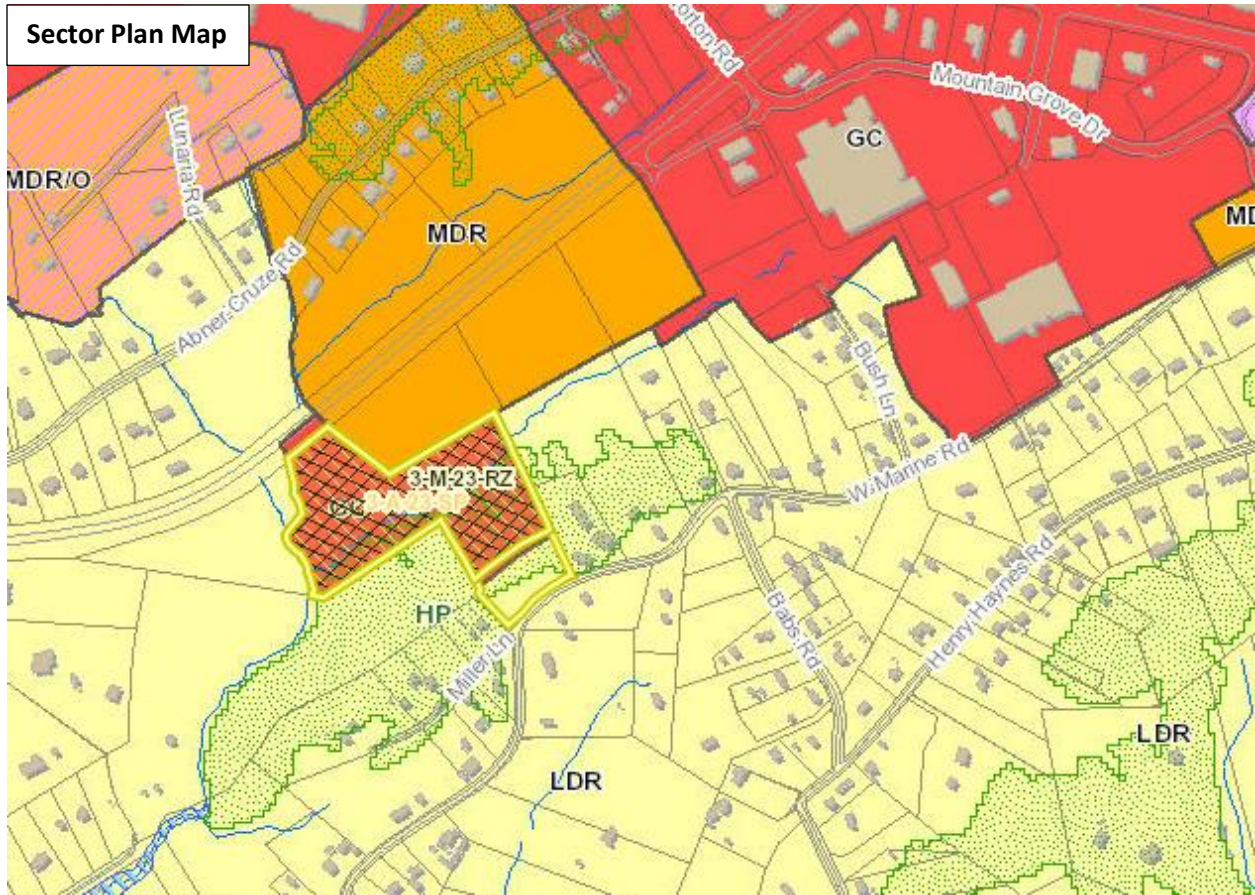 Sector Plan Map
Mountain Grove Dr
GC
Lunaria Rd
MDR/O
MDR
Abner Cruze Rd
Bush Ln
W Marine Rd
3-M-23-RZ
HP
Miller Ln
Babs Rd
Henry Haynes Rd
LDR
LDR